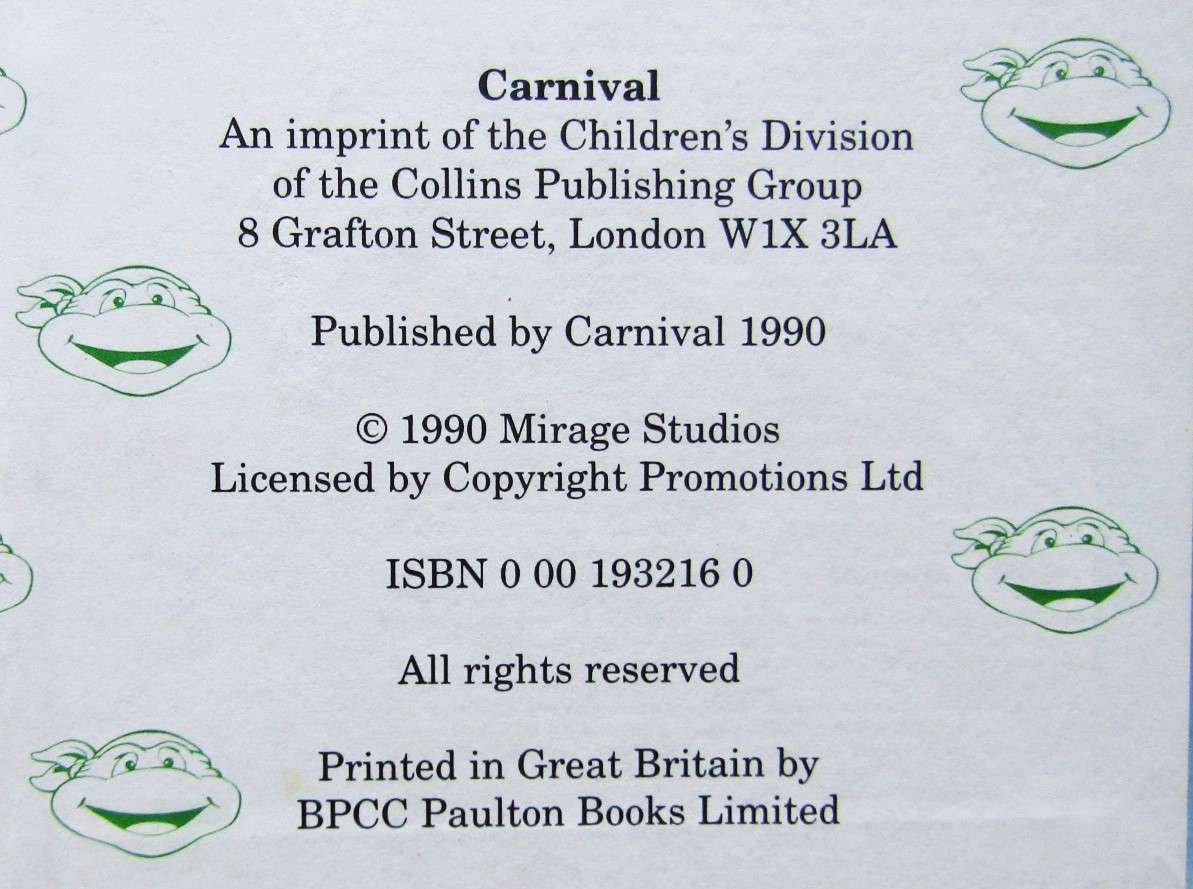 Carnival
An imprint of the Children's Division
of the Collins Publishing Group
8 Grafton Street, London W1X 3LA
Published by Carnival 1990
© 1990 Mirage Studios
Licensed by Copyright Promotions Ltd
ISBN 0 00 193216 0
All rights reserved
Printed in Great Britain by
BPCC Paulton Books Limited